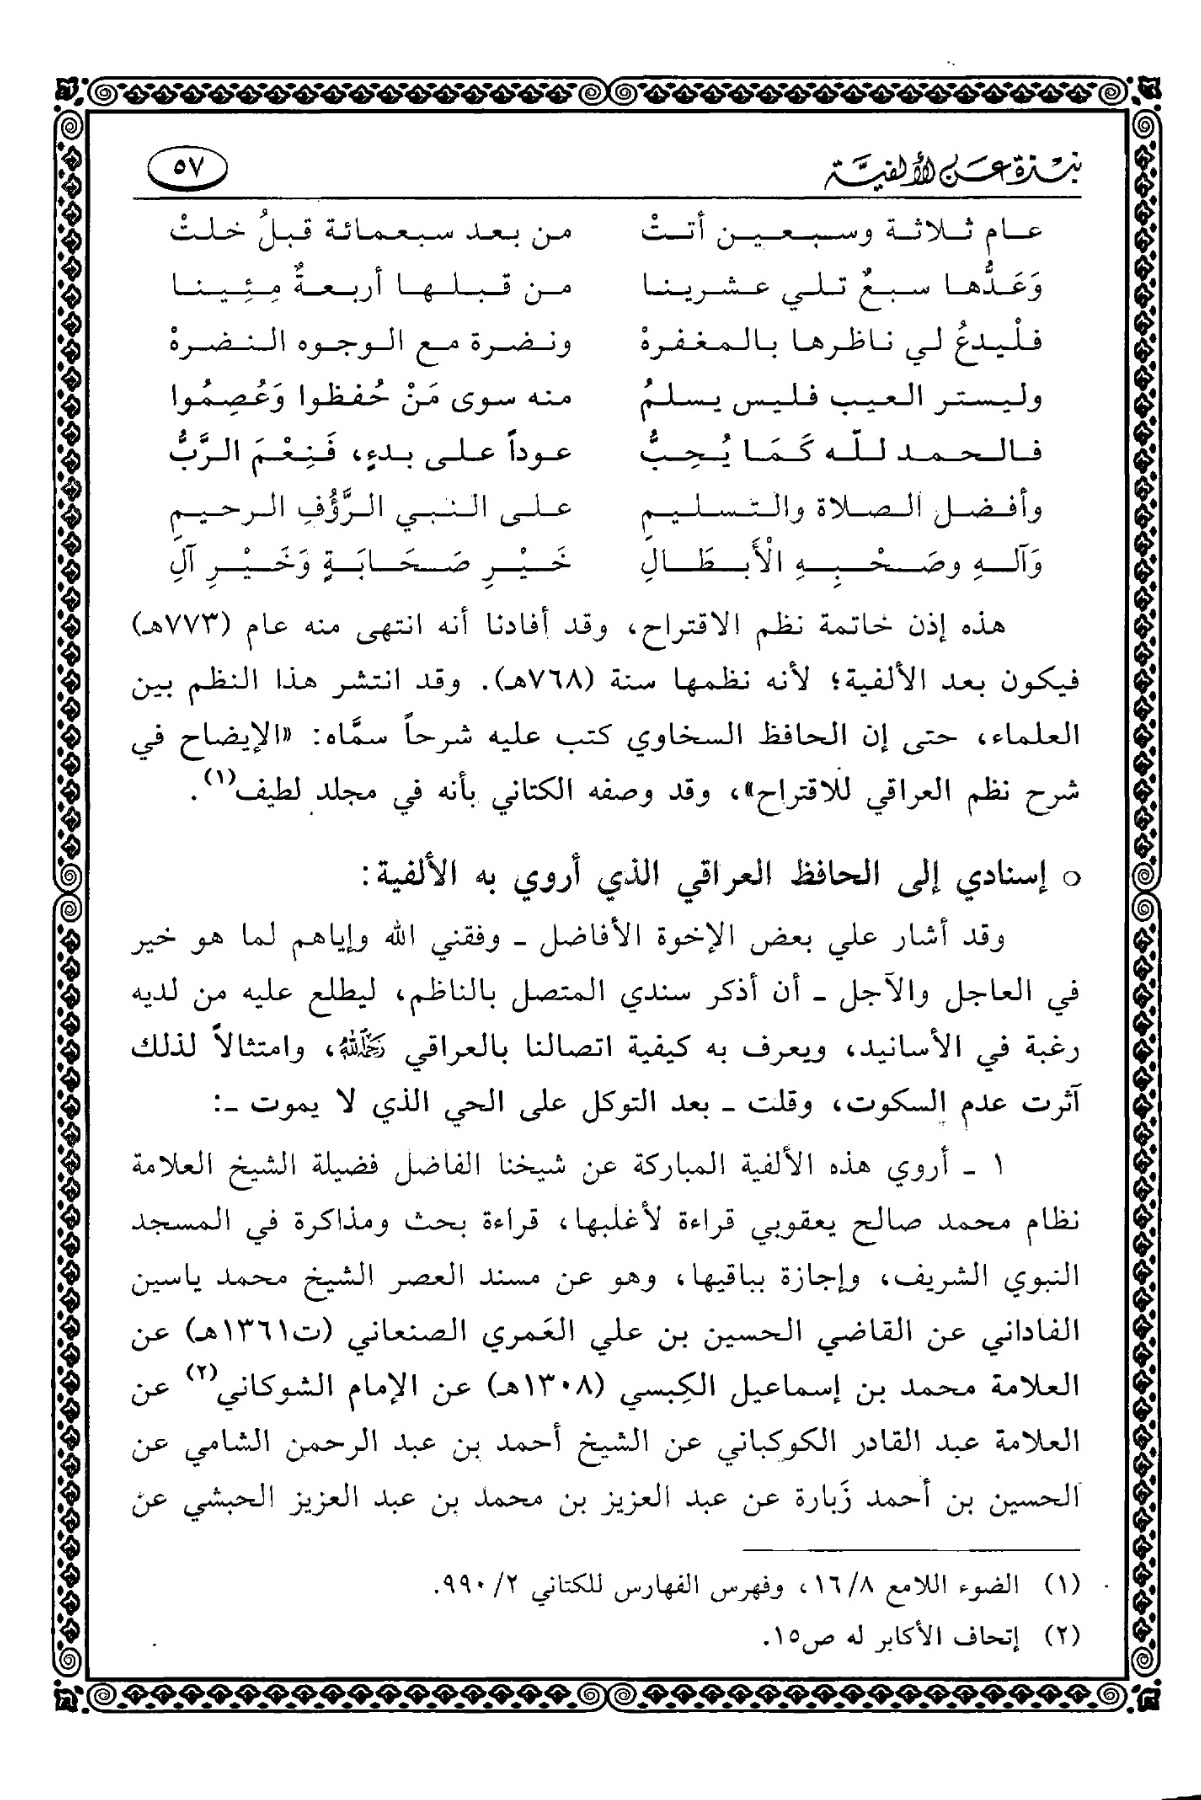 نبذة عن الألفية ٥٧
عام ثلاثة وسبعين أتتْ من بعد سبعمائة قبلُ خلتْ
وَعَدُّها سبعٌ تلي عشرينا من قبلها أربعةٌ مِئِينا
فلْيدعُ لي ناظرها بالمغفرهْ ونضرة مع الوجوه النضرهْ
وليستر العيب فليس يسلمُ منه سوى مَنْ حُفظوا وَعُصِمُوا
فالحمد للّه كَمَا يُحِبُّ عوداً على بدءٍ، فَنِعْمَ الرَّبُّ
وأفضل الصلاة والتسليمِ على النبي الرَّؤُفِ الرحيمِ
وَآلهِ وصَحْبِهِ الْأَبطَالِ خَيْرِ صَحَابَةٍ وَخَيْرِ آلِ
هذه إذن خاتمة نظم الاقتراح، وقد أفادنا أنه انتهى منه عام (٧٧٣هـ)
فيكون بعد الألفية؛ لأنه نظمها سنة (٧٦٨هـ). وقد انتشر هذا النظم بين
العلماء، حتى إن الحافظ السخاوي كتب عليه شرحاً سمَّاه: «الإيضاح في
شرح نظم العراقي للاقتراح»، وقد وصفه الكتاني بأنه في مجلد لطيف(١).
○ إسنادي إلى الحافظ العراقي الذي أروي به الألفية:
وقد أشار علي بعض الإخوة الأفاضل ـ وفقني الله وإياهم لما هو خير
في العاجل والآجل ـ أن أذكر سندي المتصل بالناظم، ليطلع عليه من لديه
رغبة في الأسانيد، ويعرف به كيفية اتصالنا بالعراقي رحمه الله، وامتثالاً لذلك
آثرت عدم السكوت، وقلت ـ بعد التوكل على الحي الذي لا يموت ـ:
١ ـ أروي هذه الألفية المباركة عن شيخنا الفاضل فضيلة الشيخ العلامة
نظام محمد صالح يعقوبي قراءة لأغلبها، قراءة بحث ومذاكرة في المسجد
النبوي الشريف، وإجازة بباقيها، وهو عن مسند العصر الشيخ محمد ياسين
الفاداني عن القاضي الحسين بن علي العَمري الصنعاني (ت١٣٦١هـ) عن
العلامة محمد بن إسماعيل الكِبسي (١٣٠٨هـ) عن الإمام الشوكاني(٢) عن
العلامة عبد القادر الكوكباني عن الشيخ أحمد بن عبد الرحمن الشامي عن
الحسين بن أحمد زَبارة عن عبد العزيز بن محمد بن عبد العزيز الحبشي عن
(١) الضوء اللامع ١٦/٨، وفهرس الفهارس للكتاني ٩٩٠/٢.
(٢) إتحاف الأكابر له ص١٥.